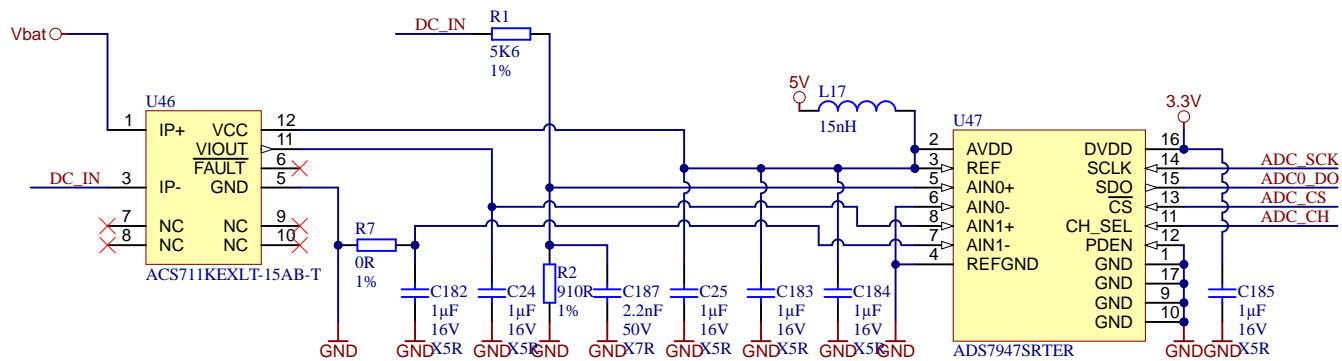 DC_IN
R1
5K6
1%
Vbat
U46
1 IP+ VCC 12
VIOUT 11
FAULT 6
3 IP- GND 5
7 NC NC 9
8 NC NC 10
ACS711KEXLT-15AB-T
DC_IN
R7
0R
1%
C182
1µF
16V
X5R
C24
1µF
16V
X5R
R2
910R
1%
C187
2.2nF
50V
X7R
C25
1µF
16V
X5R
C183
1µF
16V
X5R
C184
1µF
16V
X5R
GND
GND
GND
GND
GND
GND
GND
GND
GND
5V
L17
15nH
3.3V
U47
2 AVDD DVDD 16
3 REF SCLK 14 ADC_SCK
5 AIN0+ SDO 15 ADC0_DO
6 AIN0- CS 13 ADC_CS
8 AIN1+ CH_SEL 11 ADC_CH
7 AIN1- PDEN 12
4 REFGND GND 1
GND 17
GND 9
GND 10
ADS7947SRTER
C185
1µF
16V
X5R
GND
GND